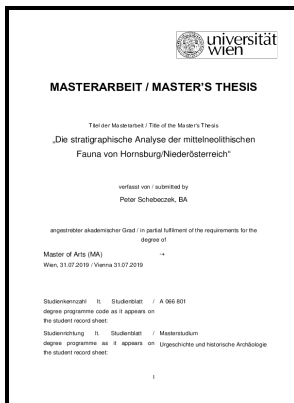 universität
wien
MASTERARBEIT / MASTER'S THESIS
Titel der Masterarbeit / Title of the Master's Thesis
„Die stratigraphische Analyse der mittelneolithischen
Fauna von Hornsburg/Niederösterreich"
verfasst von / submitted by
Peter Schebeczek, BA
angestrebter akademischer Grad / in partial fulfilment of the requirements for the
degree of
Master of Arts (MA)
Wien, 31.07.2019 / Vienna 31.07.2019
Studienkennzahl lt. Studienblatt / A 066 801
degree programme code as it appears on
the student record sheet:
Studienrichtung lt. Studienblatt / Masterstudium
degree programme as it appears on Urgeschichte und historische Archäologie
the student record sheet:
1